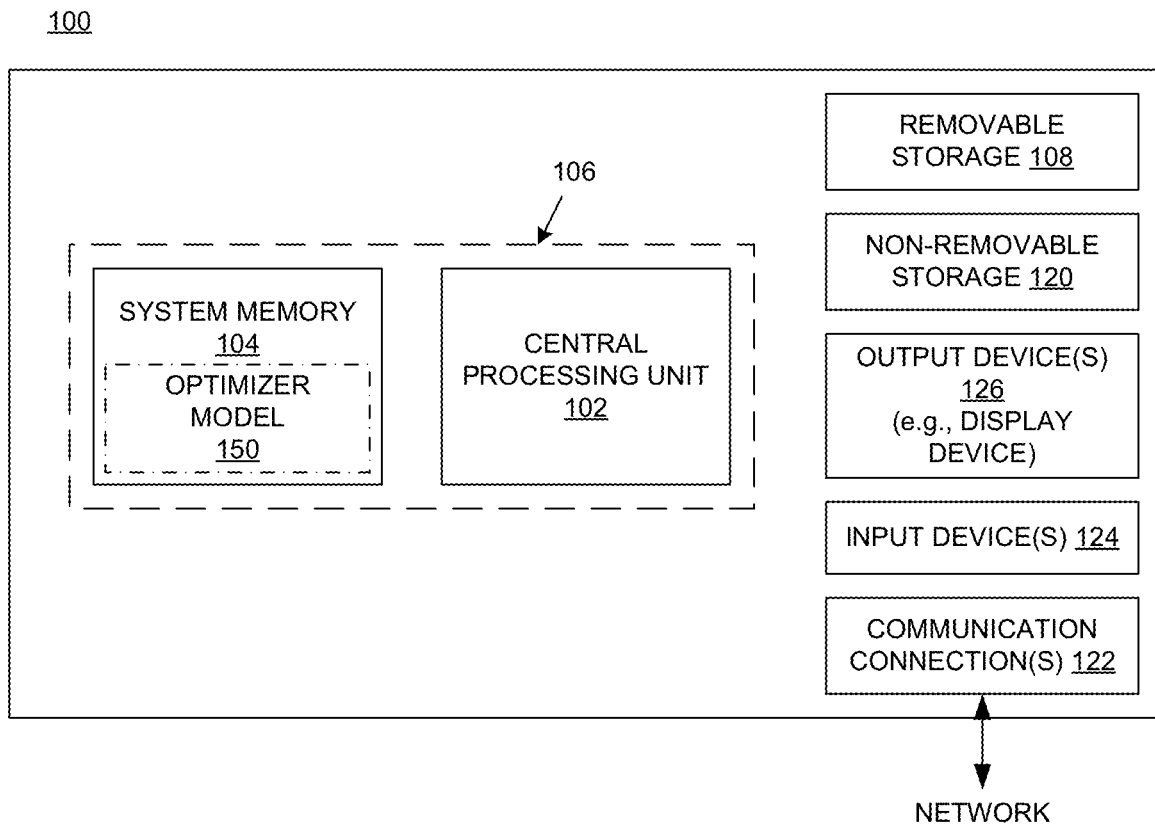 100
106
SYSTEM MEMORY
104
OPTIMIZER
MODEL
150
CENTRAL
PROCESSING UNIT
102
REMOVABLE
STORAGE 108
NON-REMOVABLE
STORAGE 120
OUTPUT DEVICE(S)
126
(e.g., DISPLAY
DEVICE)
INPUT DEVICE(S) 124
COMMUNICATION
CONNECTION(S) 122
NETWORK